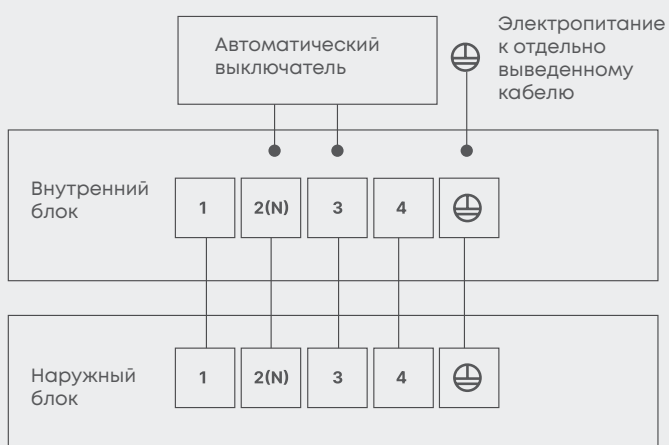 Электропитание
к отдельно
выведенному
кабелю
Автоматический
выключатель
Внутренний
блок
1 2(N) 3 4
Наружный
блок
1 2(N) 3 4